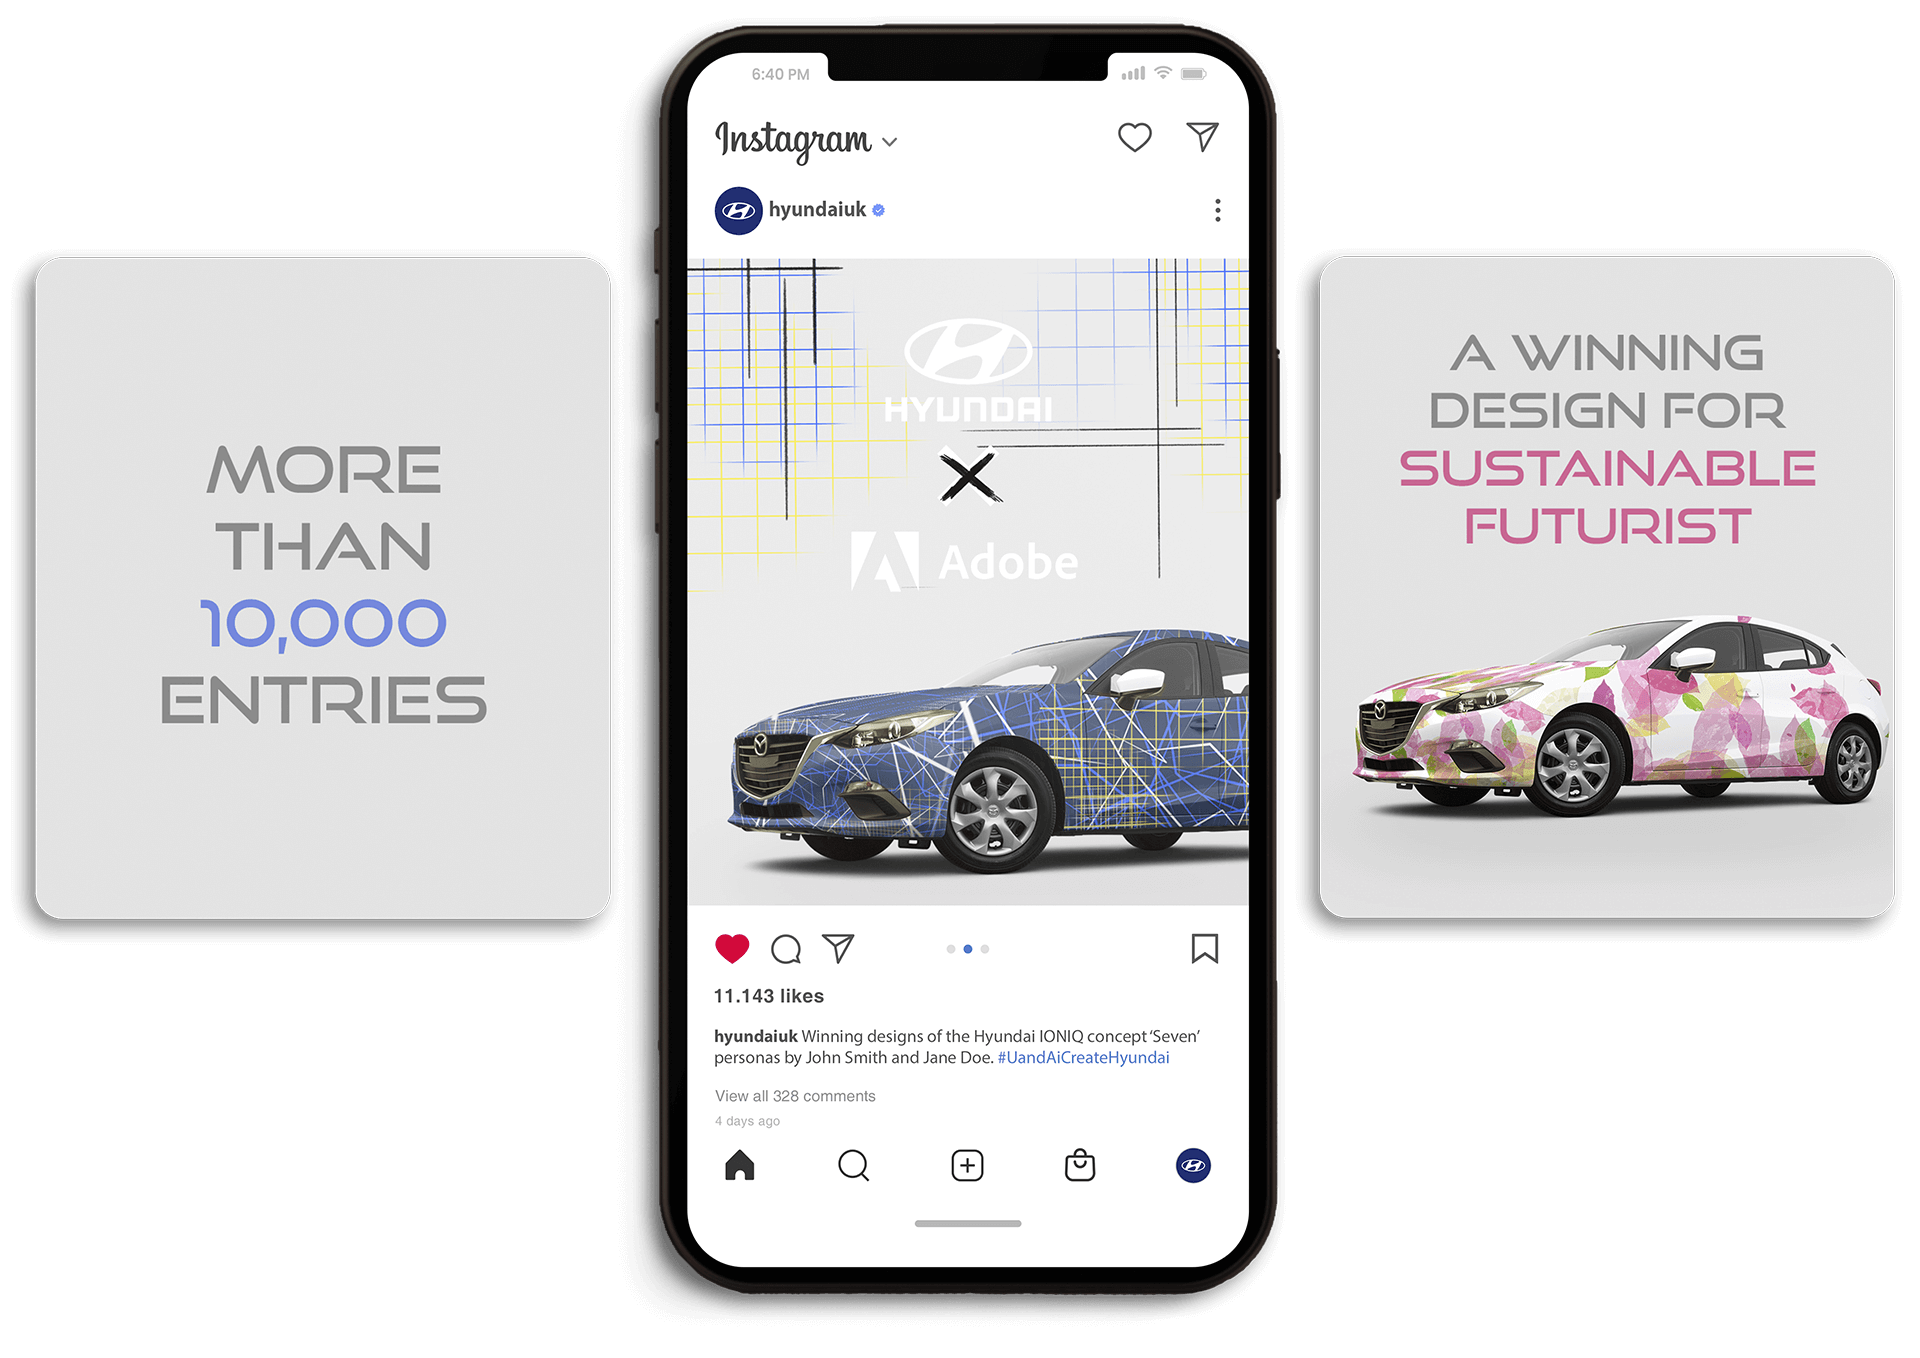 MORE
THAN
10,000
ENTRIES
6:40 PM
Instagram
hyundaiuk
HYUNDAI
X
Adobe
11.143 likes
hyundaiuk Winning designs of the Hyundai IONIQ concept ‘Seven’
personas by John Smith and Jane Doe. #UandAiCreateHyundai
View all 328 comments
4 days ago
A WINNING
DESIGN FOR
SUSTAINABLE
FUTURIST